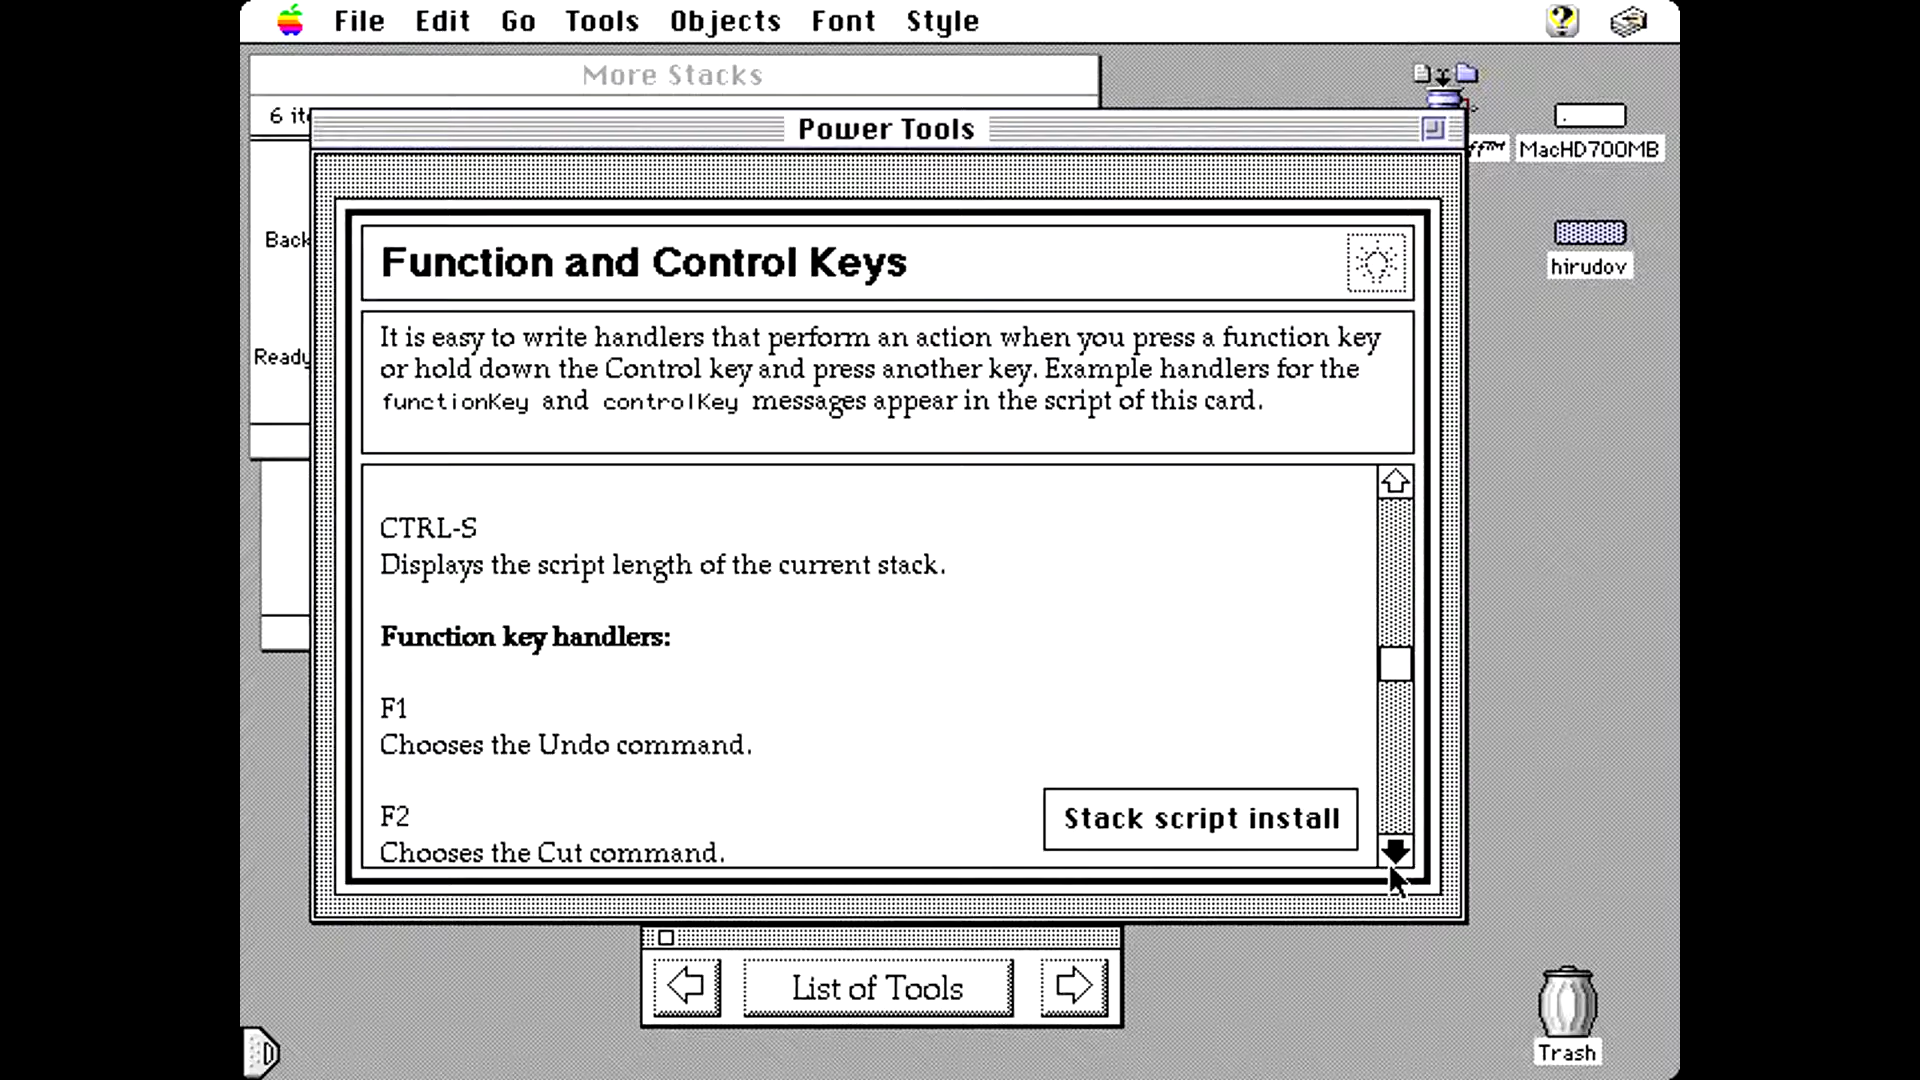 File Edit Go Tools Objects Font Style
More Stacks
6 ite
Power Tools
MacHD700MB
Back
hirudov
Ready
Function and Control Keys
It is easy to write handlers that perform an action when you press a function key
or hold down the Control key and press another key. Example handlers for the
functionKey and controlKey messages appear in the script of this card.
CTRL-S
Displays the script length of the current stack.
Function key handlers:
F1
Chooses the Undo command.
F2
Chooses the Cut command.
Stack script install
List of Tools
Trash